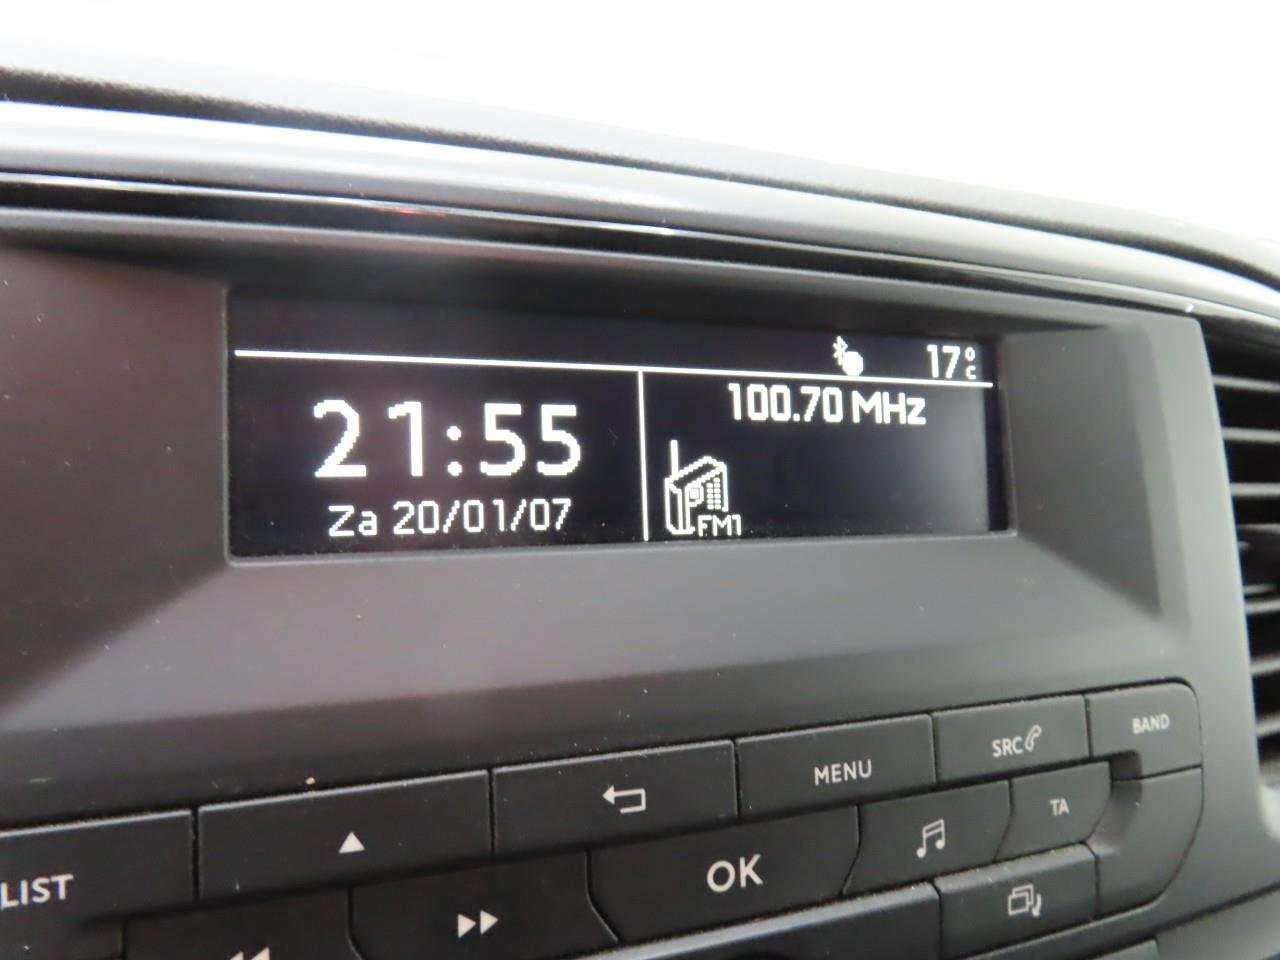 17°C
21:55
100.70 MHz
Za 20/01/07
FM1
LIST
MENU
SRC
BAND
OK
TA